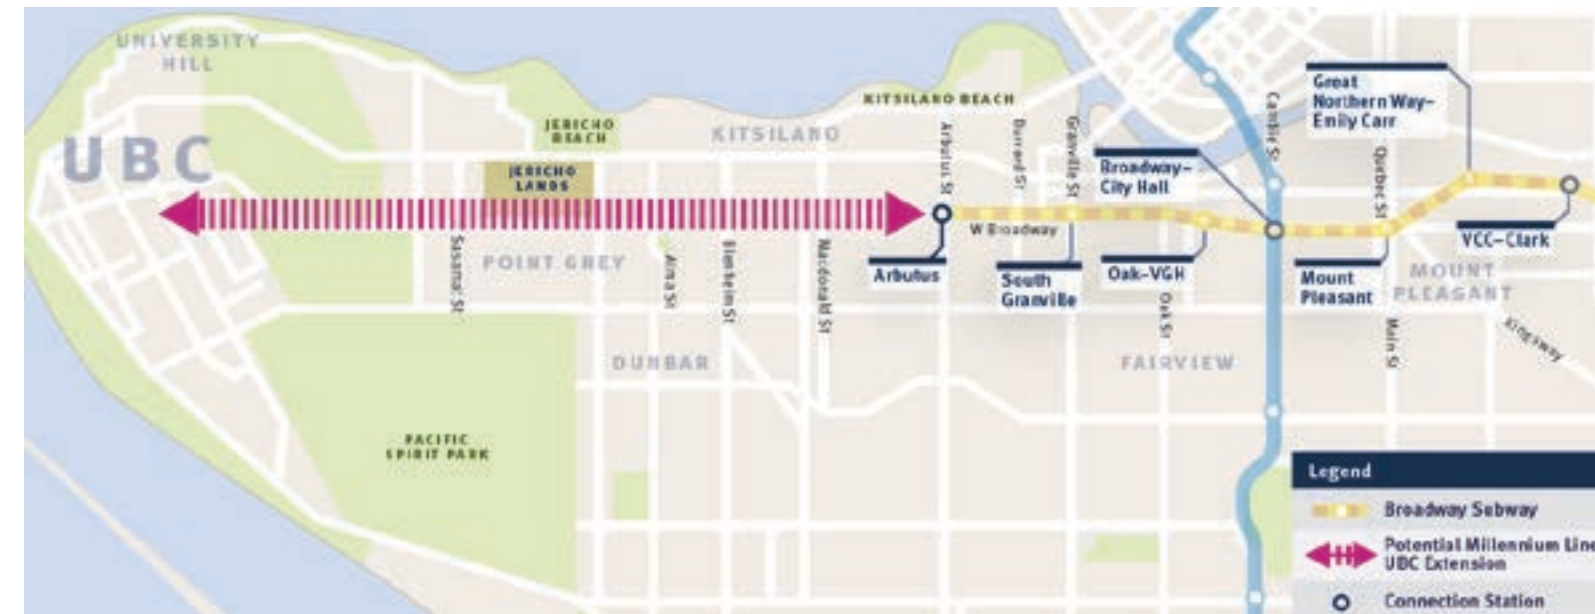 UNIVERSITY
HILL
UBC
JERICHO
BEACH
JERICHO
LANDS
KITSILANO
KITSILANO BEACH
Arbutus St
Burrard St
Granville St
Cambie St
Quebec St
Great
Northern Way–
Emily Carr
Broadway–
City Hall
W Broadway
VCC–Clark
Sasamat St
POINT GREY
Alma St
Blenheim St
Macdonald St
Arbutus
South
Granville
Oak–VGH
Oak St
Mount
Pleasant
MOUNT
PLEASANT
Main St
Kingsway
DUNBAR
FAIRVIEW
PACIFIC
SPIRIT PARK
Legend
Broadway Subway
Potential Millennium Line
UBC Extension
Connection Station